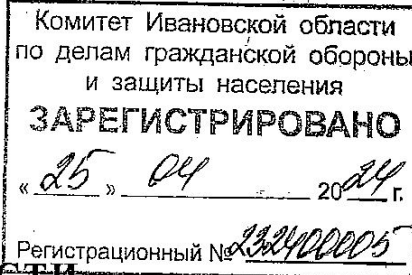 Комитет Ивановской области
по делам гражданской обороны
и защиты населения
ЗАРЕГИСТРИРОВАНО
« 25 » 04 2024 г.
Регистрационный № 232400005